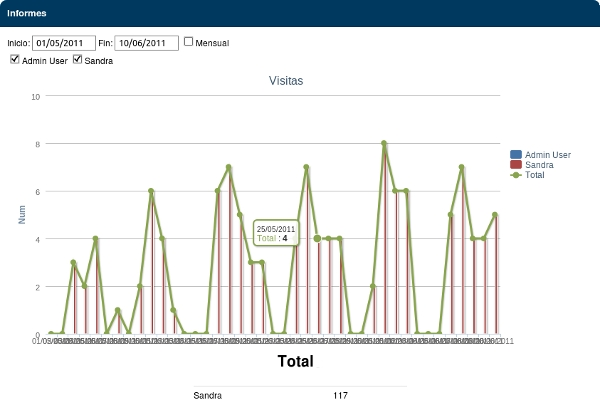 Informes
Inicio: 01/05/2011 Fin: 10/06/2011 Mensual
Admin User Sandra
Visitas
10
8
6
4
2
0
Num
25/05/2011
Total : 4
Admin User
Sandra
Total
Total
Sandra 117